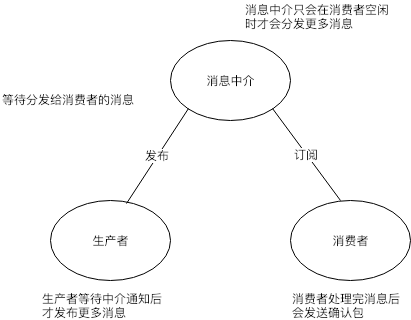 消息中介只会在消费者空闲
时才会分发更多消息
消息中介
等待分发给消费者的消息
发布
订阅
生产者
消费者
生产者等待中介通知后
才发布更多消息
消费者处理完消息后
会发送确认包